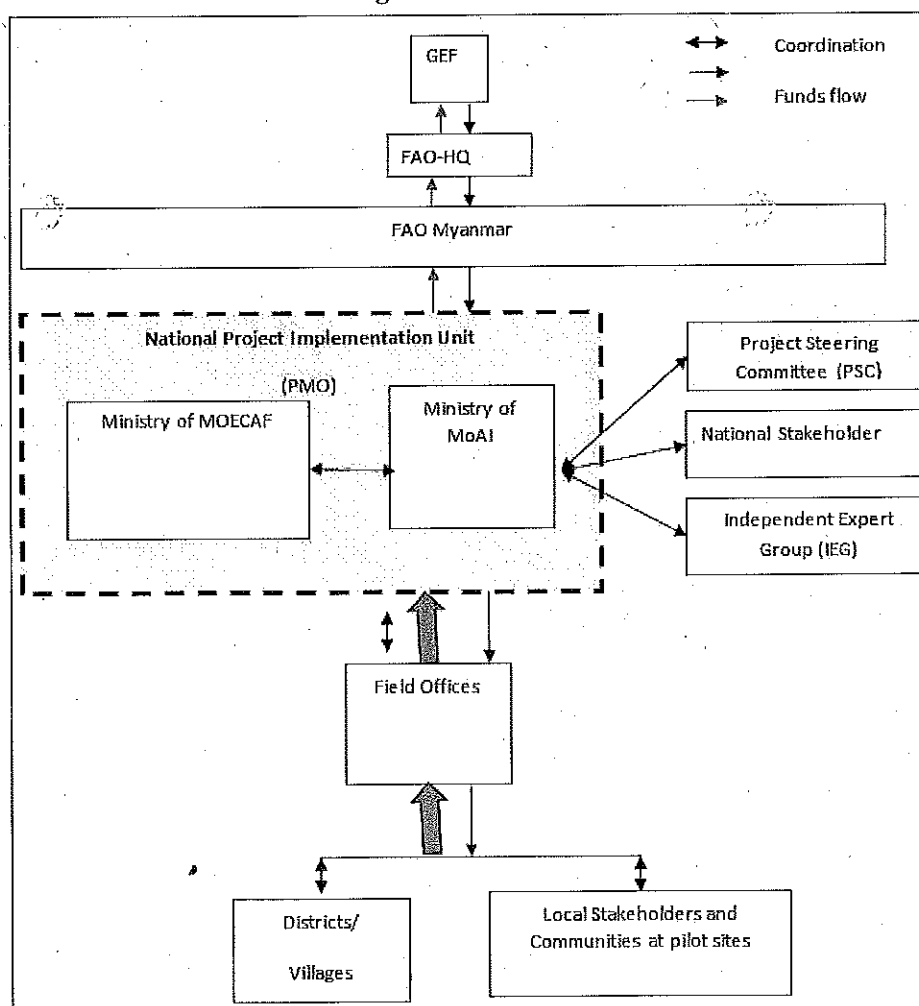 GEF
Coordination
Funds flow
FAO-HQ
FAO Myanmar
National Project Implementation Unit
(PMO)
Ministry of MOECAF
Ministry of
MoAI
Project Steering
Committee (PSC)
National Stakeholder
Independent Expert
Group (IEG)
Field Offices
Districts/
Villages
Local Stakeholders and
Communities at pilot sites